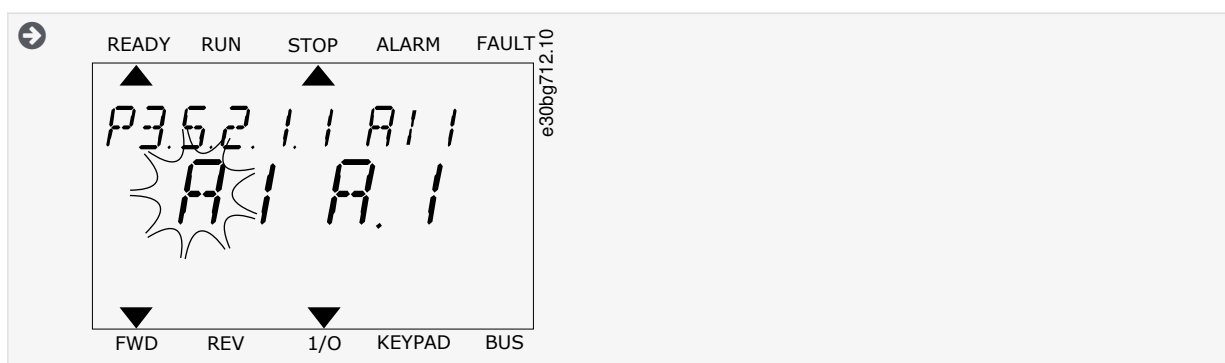 READY RUN STOP ALARM FAULT
P3.5.2.1.1 AI1
AI A.1
FWD REV 1/O KEYPAD BUS
e30bg712.10